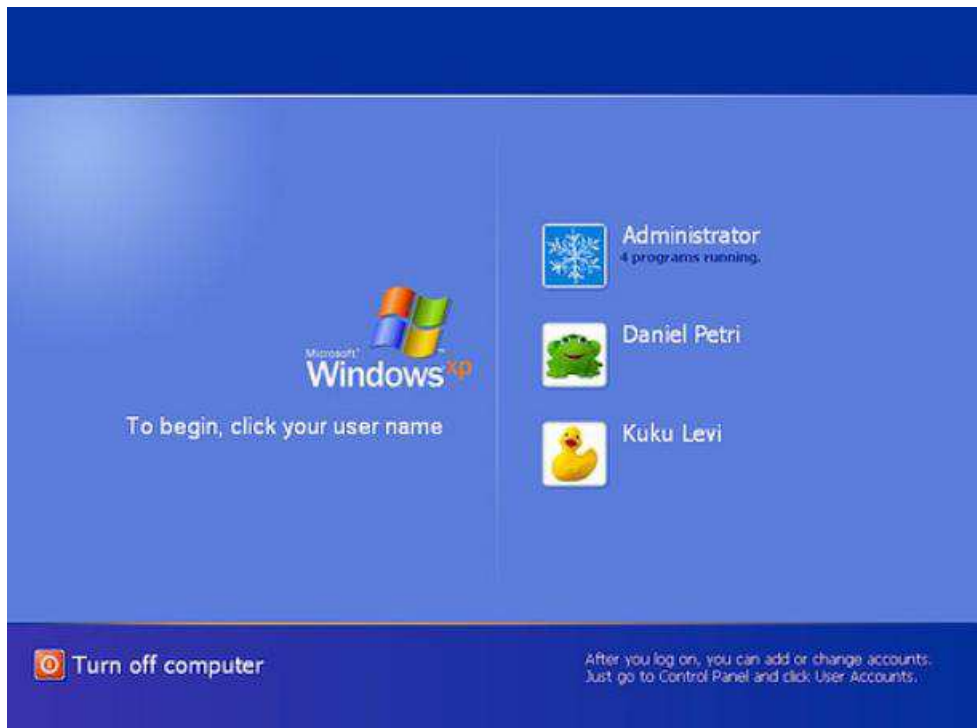 Administrator
4 programs running.
Daniel Petri
Microsoft®
Windows xp
To begin, click your user name
Kuku Levi
Turn off computer
After you log on, you can add or change accounts.
Just go to Control Panel and click User Accounts.